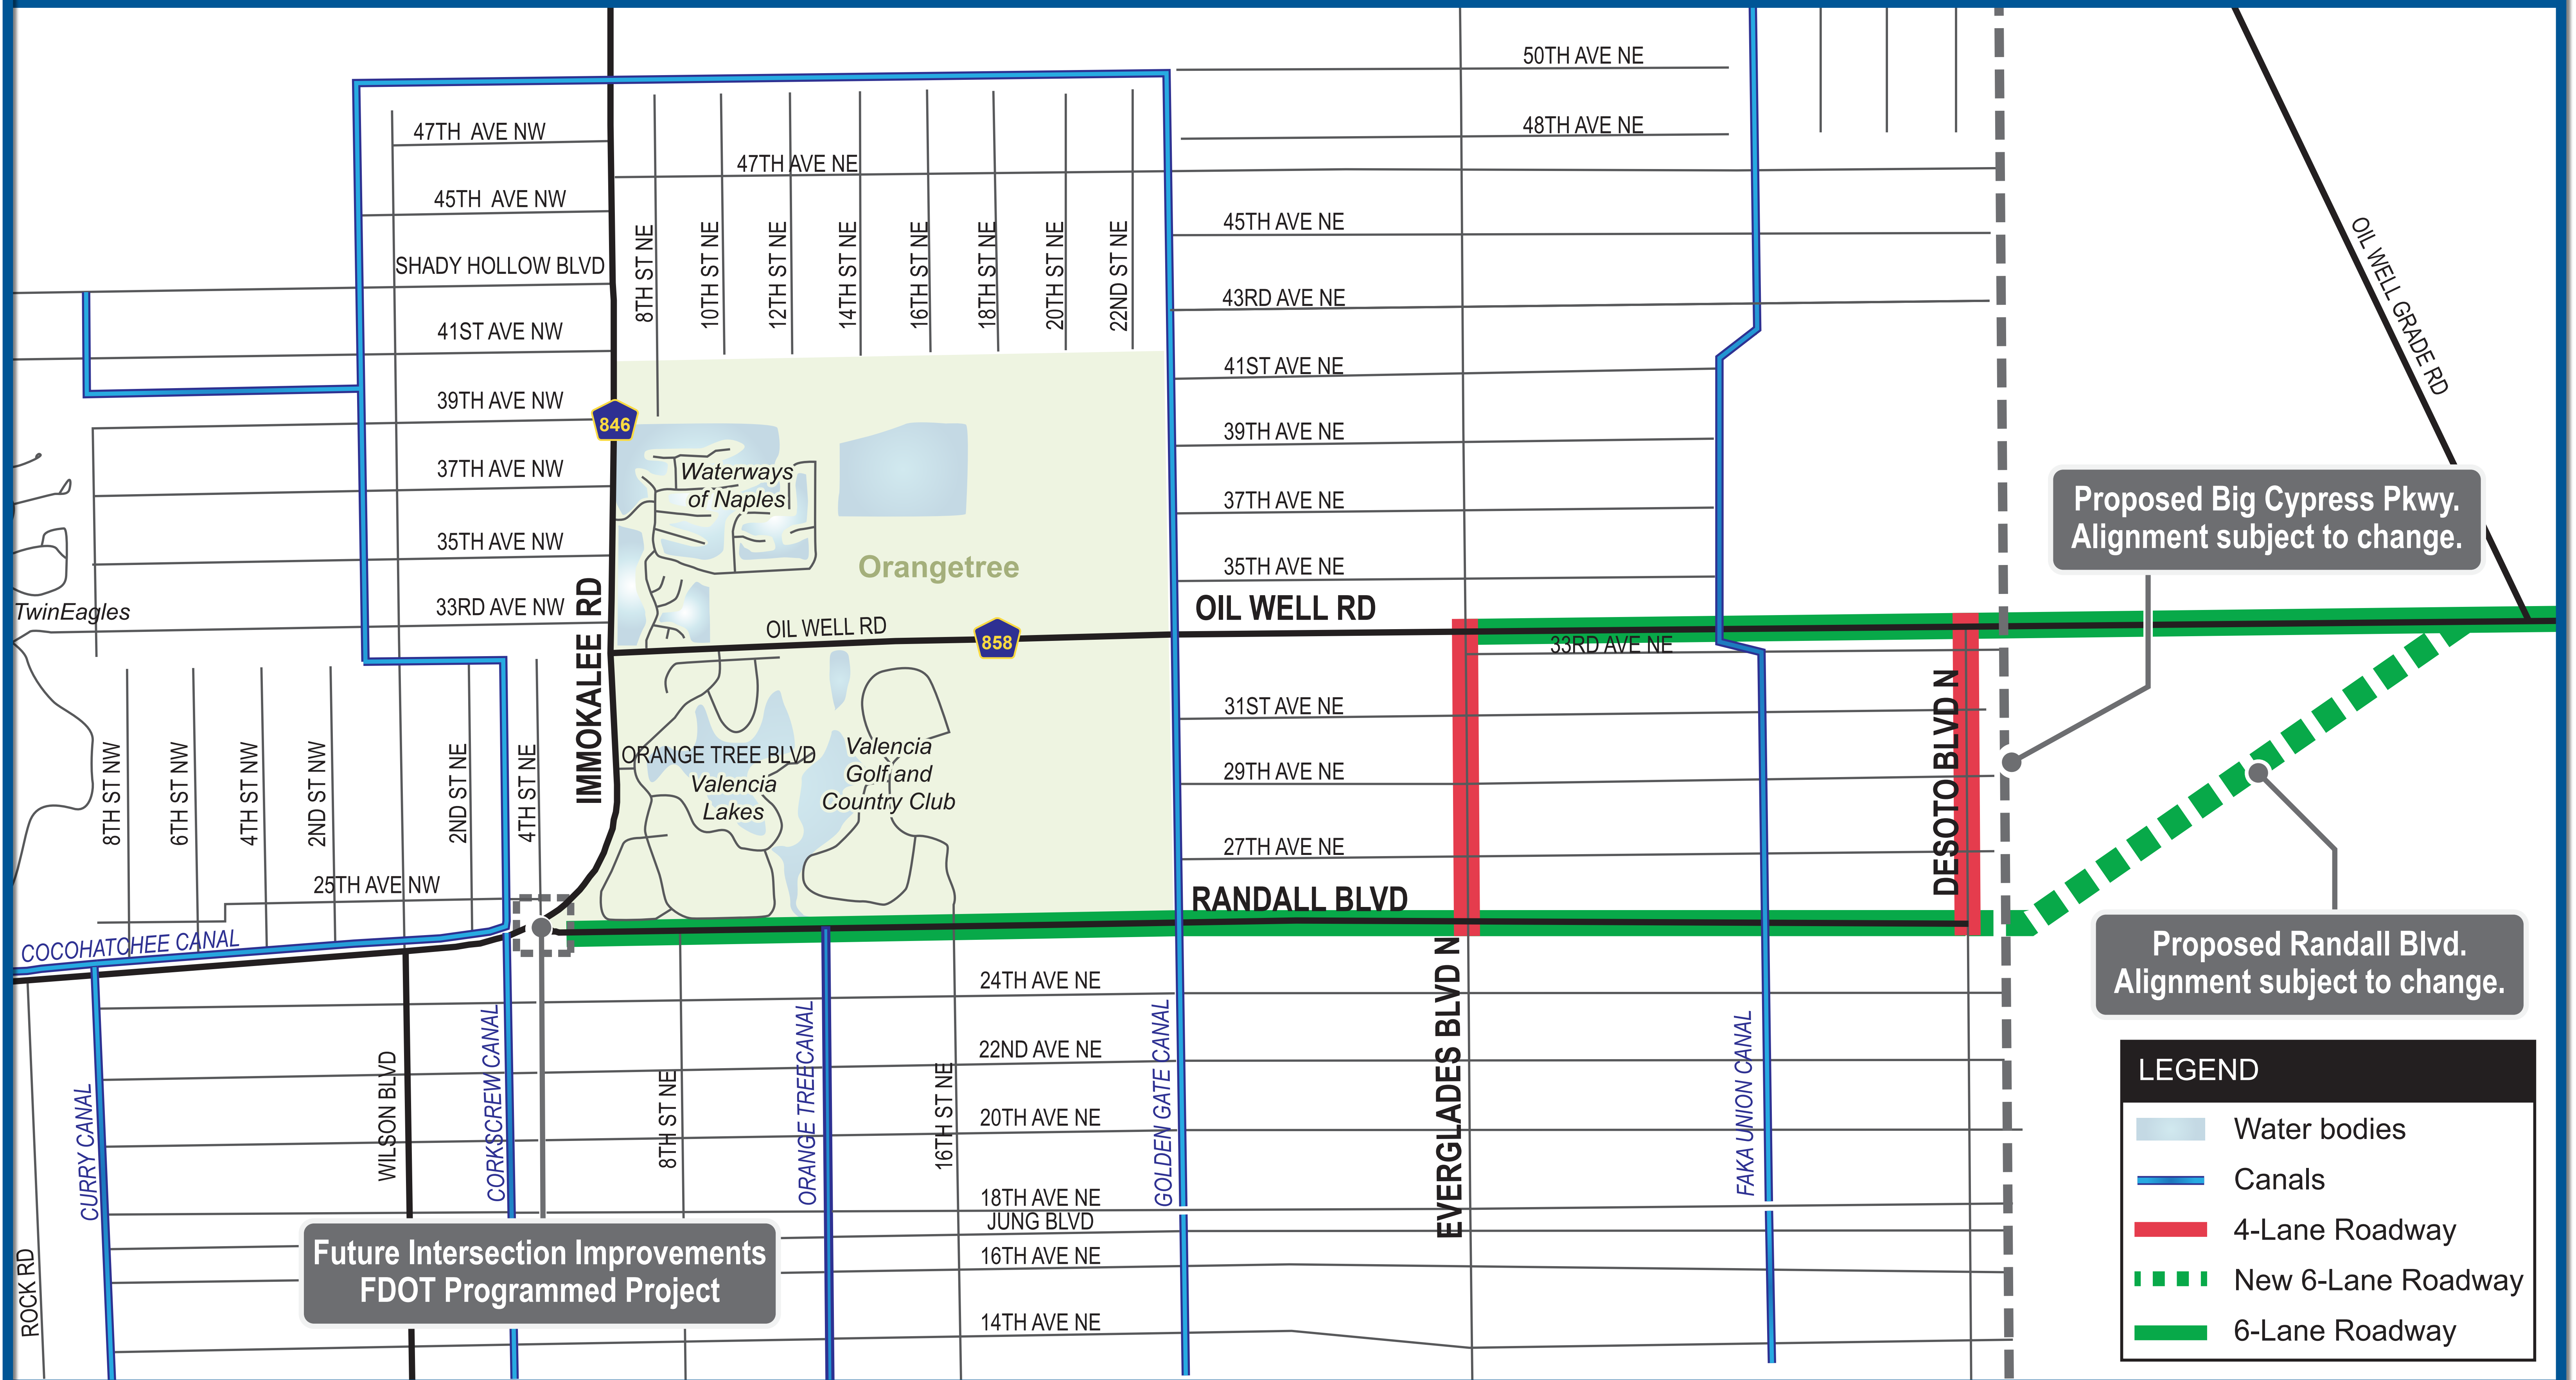 50TH AVE NE
48TH AVE NE
47TH AVE NW
47TH AVE NE
45TH AVE NW
45TH AVE NE
SHADY HOLLOW BLVD
8TH ST NE
10TH ST NE
12TH ST NE
14TH ST NE
16TH ST NE
18TH ST NE
20TH ST NE
22ND ST NE
43RD AVE NE
OIL WELL GRADE RD
41ST AVE NW
41ST AVE NE
39TH AVE NW
846
39TH AVE NE
37TH AVE NW
Waterways
of Naples
37TH AVE NE
Proposed Big Cypress Pkwy.
Alignment subject to change.
35TH AVE NW
Orangetree
35TH AVE NE
TwinEagles
33RD AVE NW
IMMOKALEE RD
OIL WELL RD
858
OIL WELL RD
33RD AVE NE
31ST AVE NE
DESOTO BLVD N
8TH ST NW
6TH ST NW
4TH ST NW
2ND ST NW
2ND ST NE
4TH ST NE
ORANGE TREE BLVD
Valencia
Lakes
Valencia
Golf and
Country Club
29TH AVE NE
27TH AVE NE
25TH AVE NW
RANDALL BLVD
COCOHATCHEE CANAL
Proposed Randall Blvd.
Alignment subject to change.
24TH AVE NE
22ND AVE NE
20TH AVE NE
18TH AVE NE
JUNG BLVD
16TH AVE NE
14TH AVE NE
ROCK RD
CURRY CANAL
WILSON BLVD
CORKSCREW CANAL
8TH ST NE
ORANGE TREECANAL
16TH ST NE
GOLDEN GATE CANAL
EVERGLADES BLVD N
FAKA UNION CANAL
Future Intersection Improvements
FDOT Programmed Project
LEGEND
Water bodies
Canals
4-Lane Roadway
New 6-Lane Roadway
6-Lane Roadway